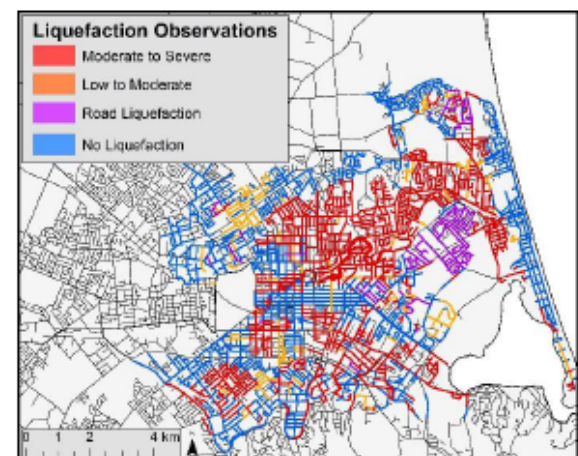 Liquefaction Observations
Moderate to Severe
Low to Moderate
Road Liquefaction
No Liquefaction
0 1 2 4 km